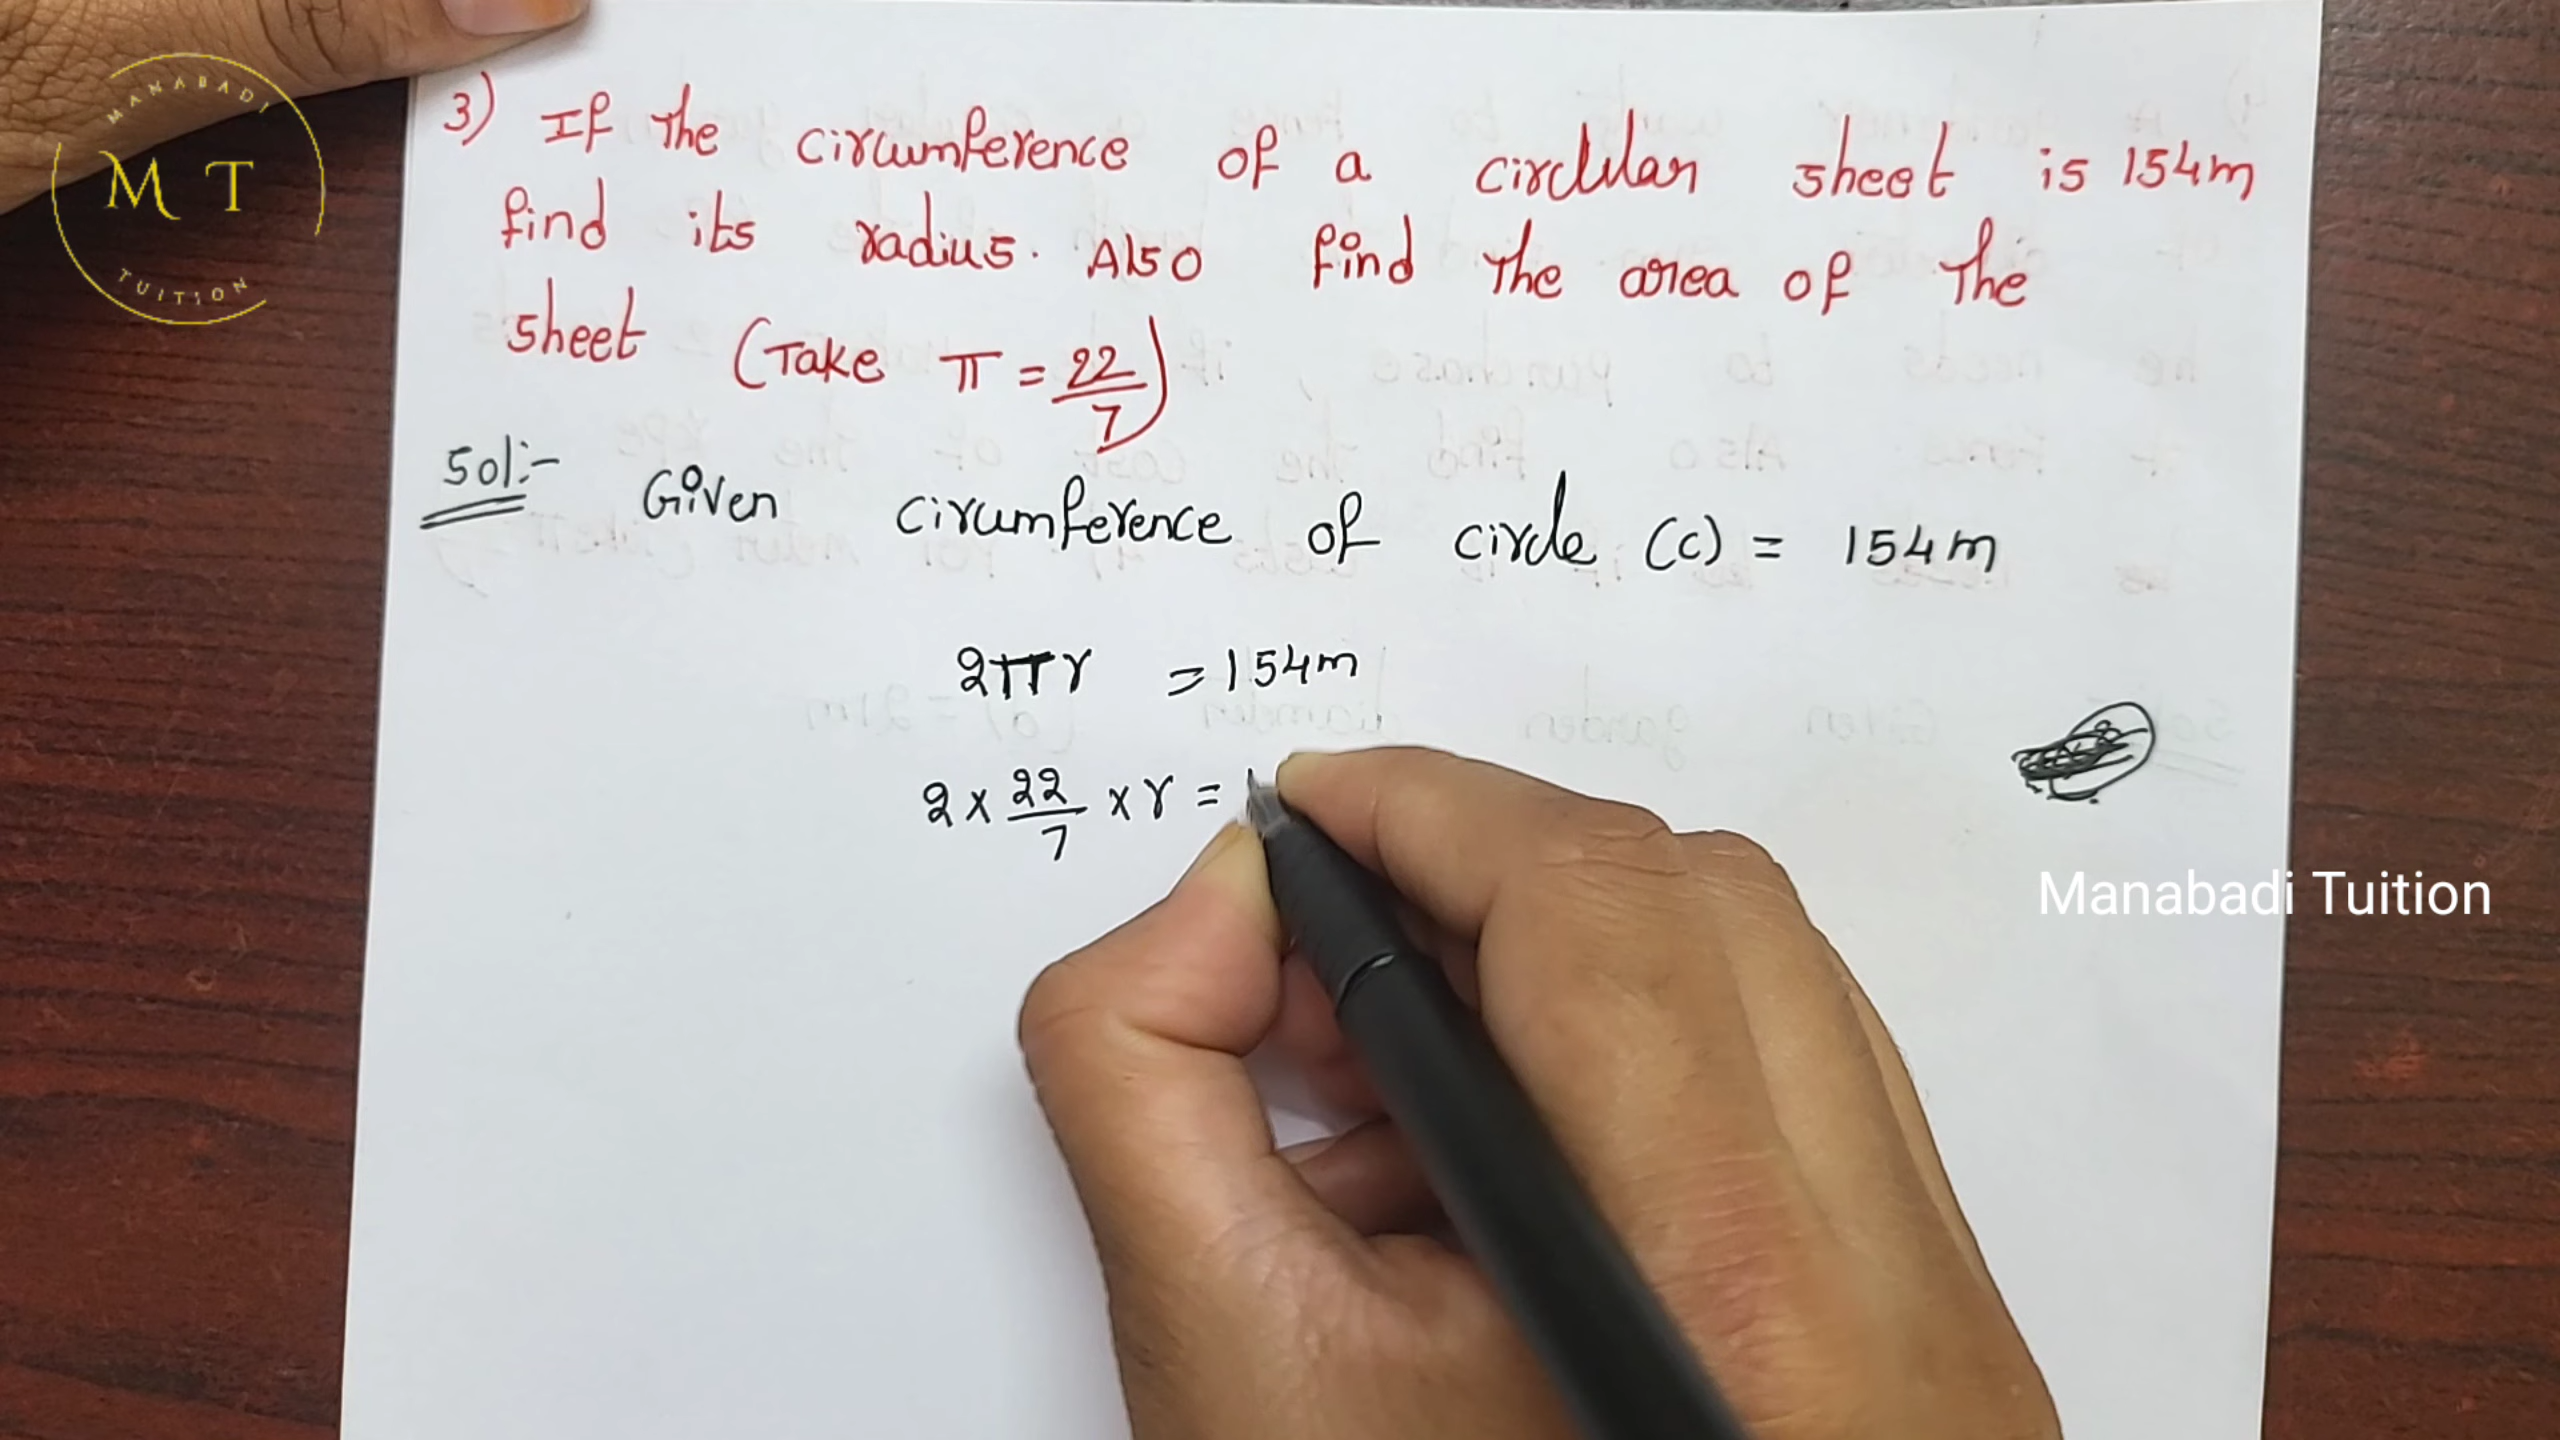 MANABADI
M T
TUITION
3) If the circumference of a circular sheet is 154m
find its radius. Also find the area of the
sheet (Take π = 22/7)
Sol:- Given circumference of circle (c) = 154m
2πr = 154m
2 × 22/7 × r = 1
Manabadi Tuition